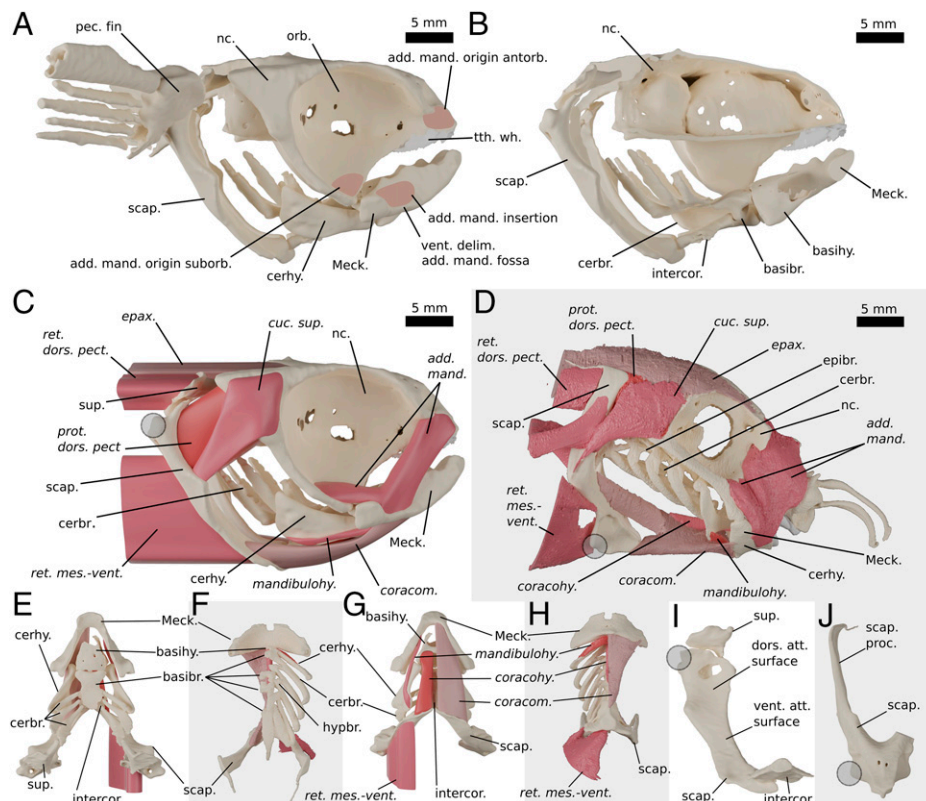 A
pec. fin
nc.
orb.
5 mm
add. mand. origin antorb.
tth. wh.
scap.
add. mand. insertion
add. mand. origin suborb.
cerhy.
Meck.
vent. delim.
add. mand. fossa
B
nc.
5 mm
scap.
Meck.
cerbr.
intercor.
basibr.
basihy.
C
epax.
ret.
dors. pect.
cuc. sup.
nc.
5 mm
add.
mand.
sup.
prot.
dors. pect
scap.
cerbr.
ret. mes.-vent.
cerhy.
mandibulohy.
coracom.
Meck.
D
prot.
dors. pect.
cuc. sup.
5 mm
ret.
dors. pect.
epax.
epibr.
cerbr.
scap.
nc.
add.
mand.
ret.
mes.-
vent.
Meck.
coracohy.
cerhy.
coracom.
mandibulohy.
E
cerhy.
Meck.
basihy.
basibr.
cerbr.
sup.
intercor.
scap.
F
cerhy.
hypbr.
scap.
G
basihy.
Meck.
mandibulohy.
coracohy.
coracom.
cerbr.
scap.
ret. mes.-vent.
intercor.
H
scap.
ret. mes.-vent.
I
sup.
dors. att.
surface
vent. att.
surface
scap.
intercor.
J
scap.
proc.
scap.